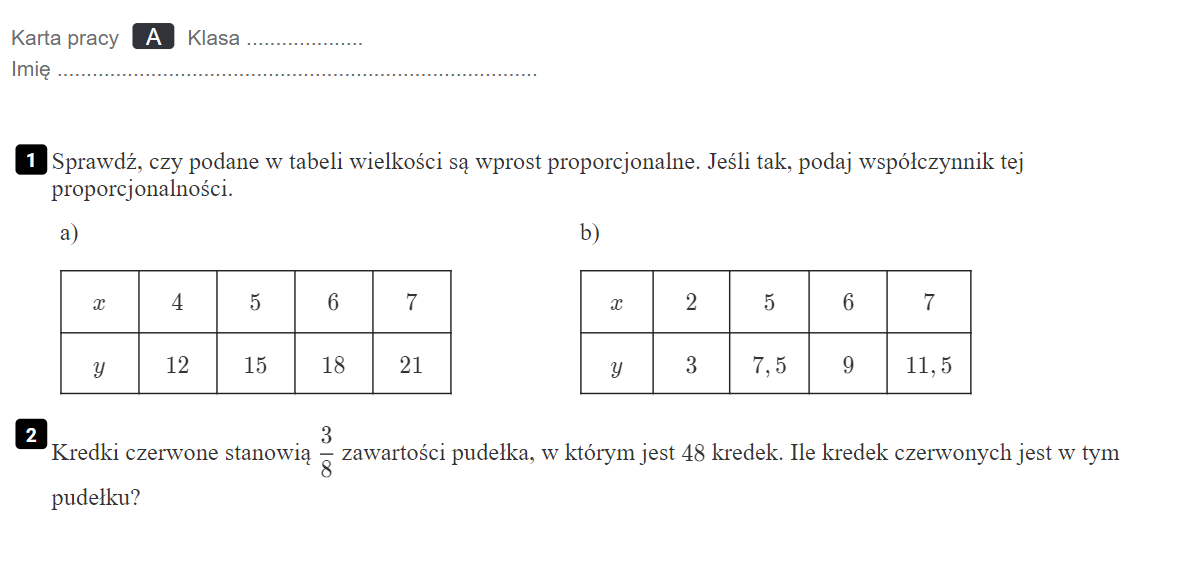 Karta pracy A Klasa ....................
Imię ..................................................................................
1 Sprawdź, czy podane w tabeli wielkości są wprost proporcjonalne. Jeśli tak, podaj współczynnik tej
proporcjonalności.
a) b)
x 4 5 6 7
y 12 15 18 21
x 2 5 6 7
y 3 7,5 9 11,5
2 Kredki czerwone stanowią 3/8 zawartości pudełka, w którym jest 48 kredek. Ile kredek czerwonych jest w tym
pudełku?